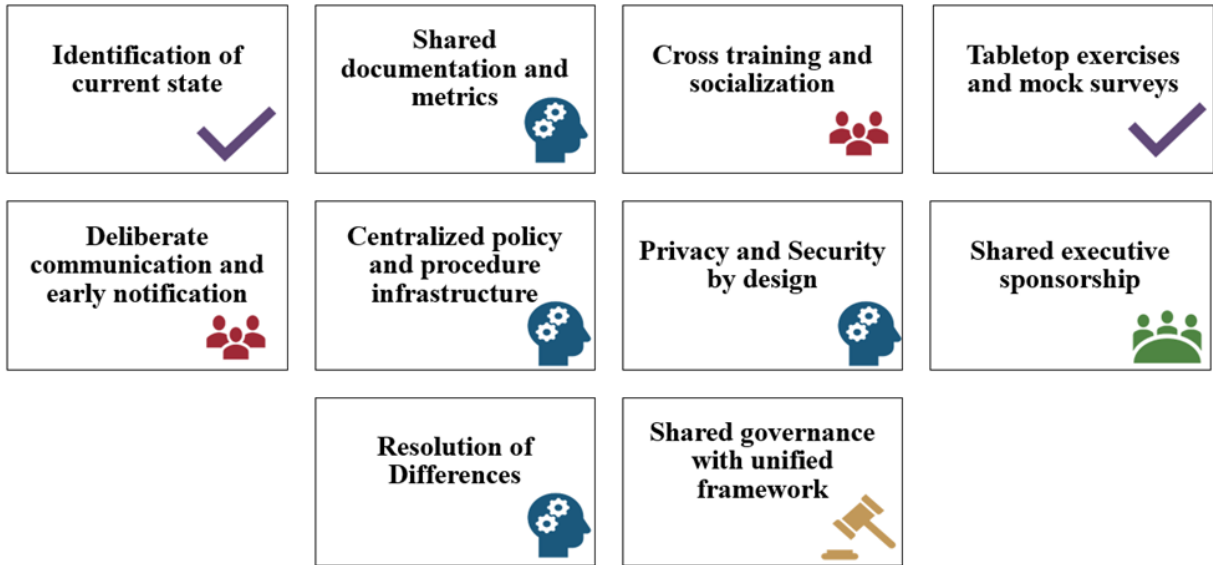 Identification of
current state
Shared
documentation and
metrics
Cross training and
socialization
Tabletop exercises
and mock surveys
Deliberate
communication and
early notification
Centralized policy
and procedure
infrastructure
Privacy and Security
by design
Shared executive
sponsorship
Resolution of
Differences
Shared governance
with unified
framework